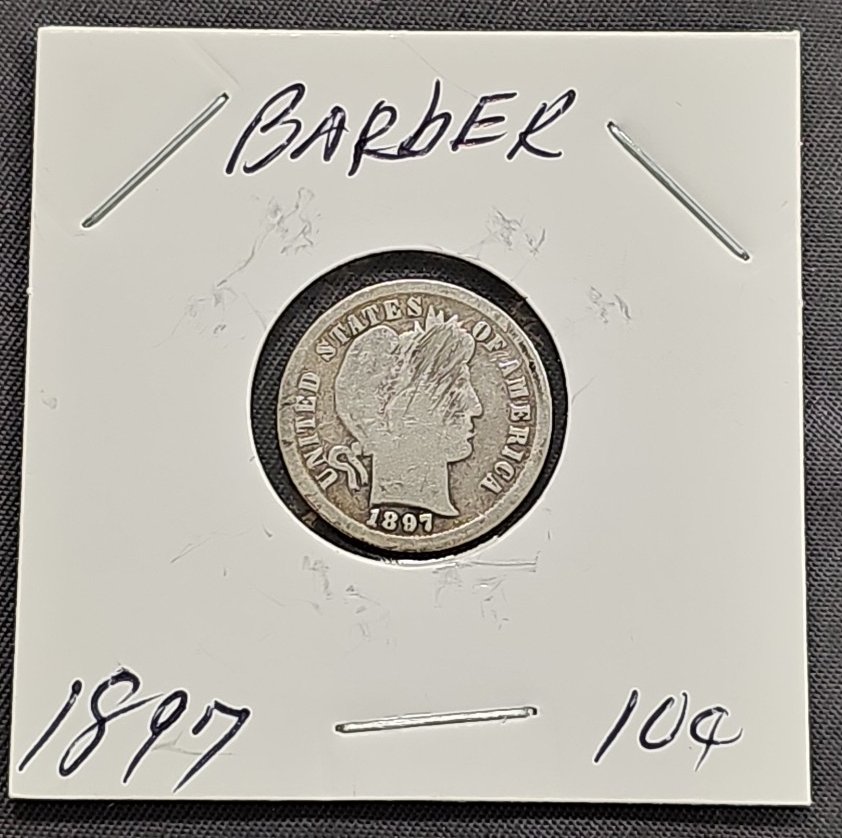 BARbER
UNITED STATES OF AMERICA
1897
1897 — 10¢